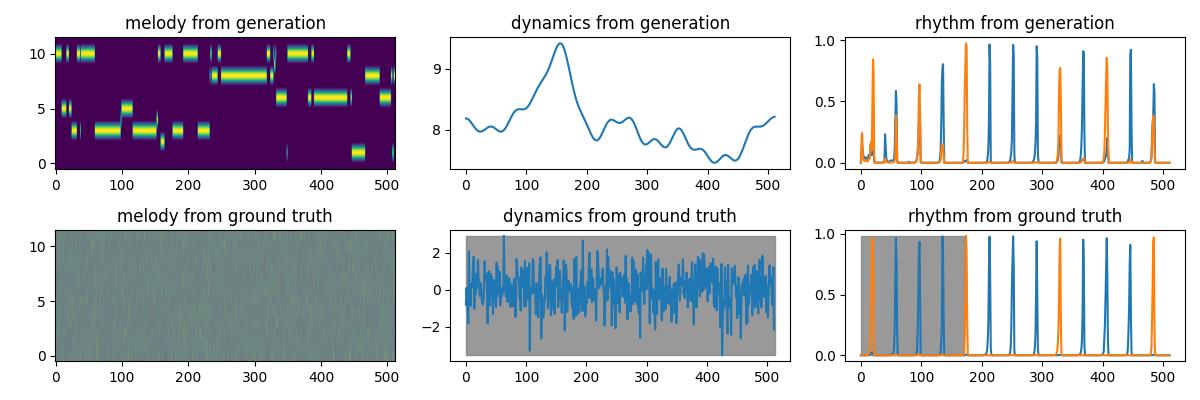 melody from generation
10
5
0
0 100 200 300 400 500
dynamics from generation
9
8
0 100 200 300 400 500
rhythm from generation
1.0
0.5
0.0
0 100 200 300 400 500
melody from ground truth
10
5
0
0 100 200 300 400 500
dynamics from ground truth
2
0
−2
0 100 200 300 400 500
rhythm from ground truth
1.0
0.5
0.0
0 100 200 300 400 500